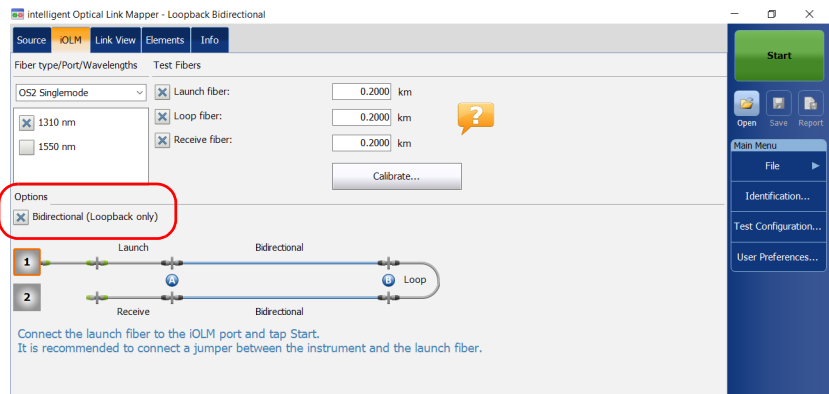 intelligent Optical Link Mapper - Loopback Bidirectional
Source iOLM Link View Elements Info
Fiber type/Port/Wavelengths Test Fibers
OS2 Singlemode
1310 nm
1550 nm
Launch fiber: 0.2000 km
Loop fiber: 0.2000 km
Receive fiber: 0.2000 km
?
Calibrate...
Options
Bidirectional (Loopback only)
Launch Bidirectional
1
A B Loop
2
Receive Bidirectional
Connect the launch fiber to the iOLM port and tap Start.
It is recommended to connect a jumper between the instrument and the launch fiber.
Start
Open Save Report
Main Menu
File
Identification...
Test Configuration...
User Preferences...